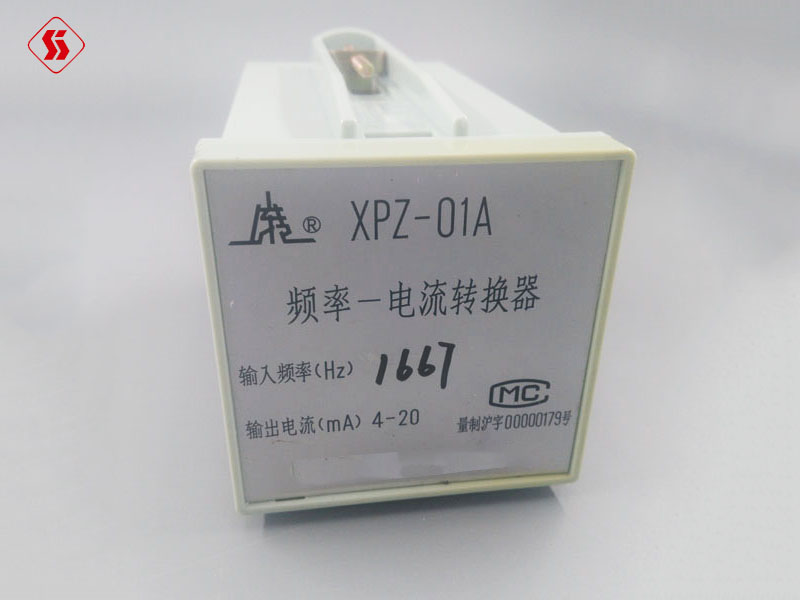 ® XPZ-01A
频率－电流转换器
输入频率(Hz) 1667
MC
输出电流(mA) 4-20
量制沪字00000179号